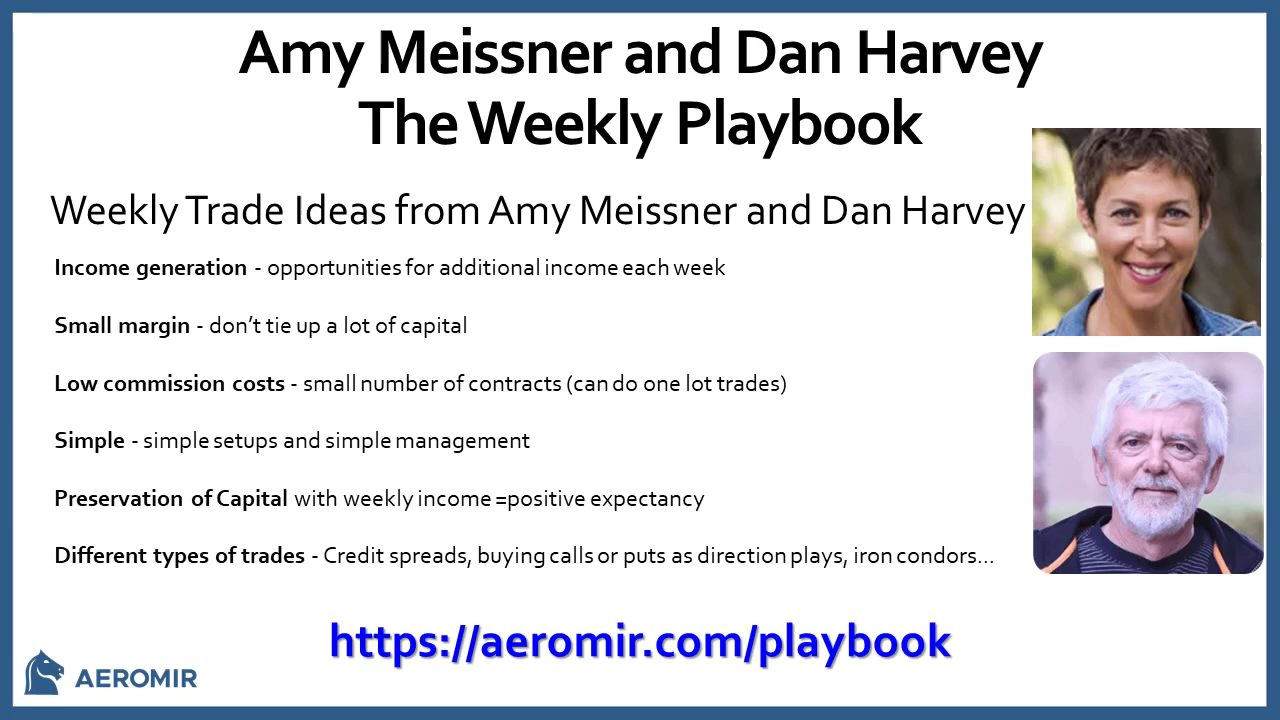 Amy Meissner and Dan Harvey
The Weekly Playbook
Weekly Trade Ideas from Amy Meissner and Dan Harvey
Income generation - opportunities for additional income each week
Small margin - don’t tie up a lot of capital
Low commission costs - small number of contracts (can do one lot trades)
Simple - simple setups and simple management
Preservation of Capital with weekly income =positive expectancy
Different types of trades - Credit spreads, buying calls or puts as direction plays, iron condors…
https://aeromir.com/playbook
AEROMIR